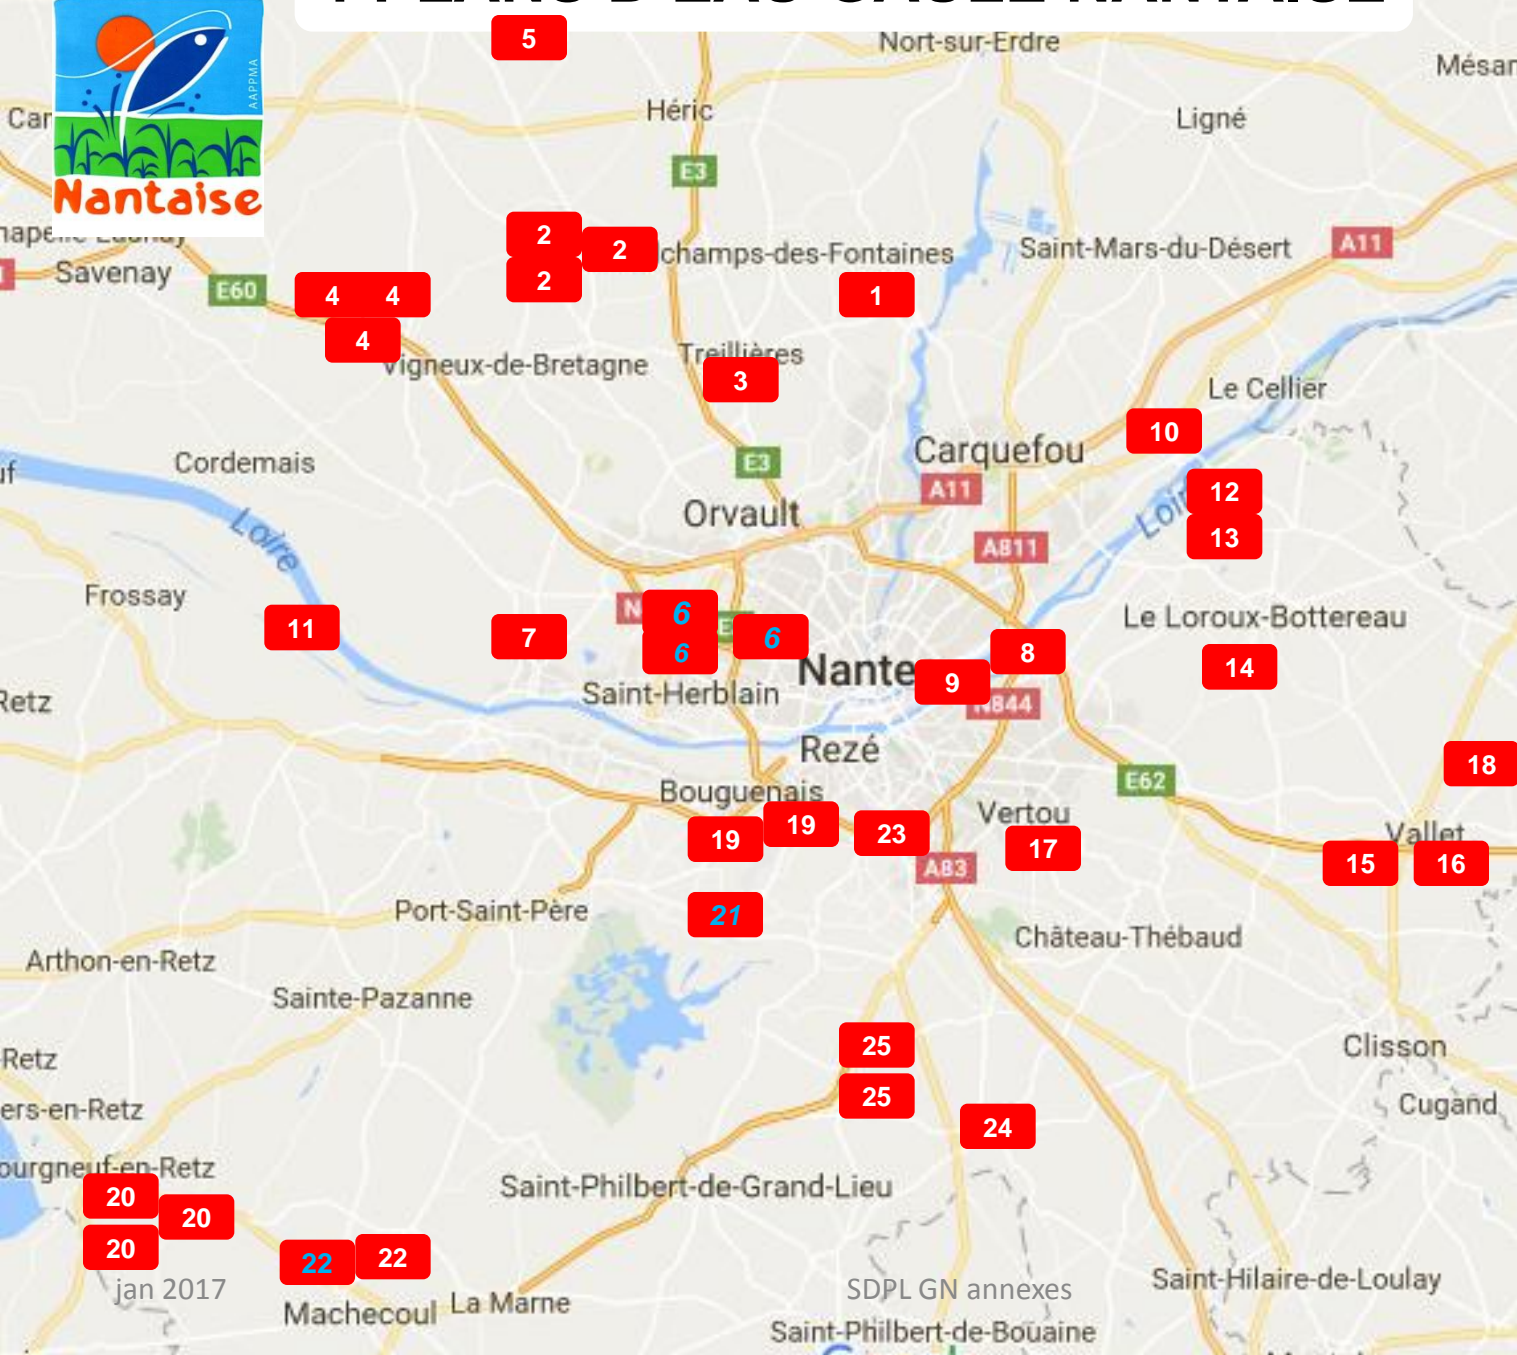 5
Nort-sur-Erdre
Héric
Ligné
AAPPMA
E3
Nantaise
2
2
champs-des-Fontaines
Saint-Mars-du-Désert
A11
Savenay
2
E60
4 4
1
4
Vigneux-de-Bretagne
Treillières
3
Le Cellier
10
Carquefou
Cordemais
E3
A11
12
Orvault
Loire
13
A811
Loire
Frossay
11
7
6
6
6
Le Loroux-Bottereau
8
14
Nante
9
Saint-Herblain
N844
Retz
Rezé
18
E62
Bouguenais
Vertou
19
19
23
17
Vallet
15
16
A83
Port-Saint-Père
21
Château-Thébaud
Arthon-en-Retz
Sainte-Pazanne
25
Clisson
-Retz
25
Cugand
ers-en-Retz
24
ourgneuf-en-Retz
Saint-Philbert-de-Grand-Lieu
20
20
20
22
22
jan 2017
SDPL GN annexes
Saint-Hilaire-de-Loulay
Machecoul
La Marne
Saint-Philbert-de-Bouaine